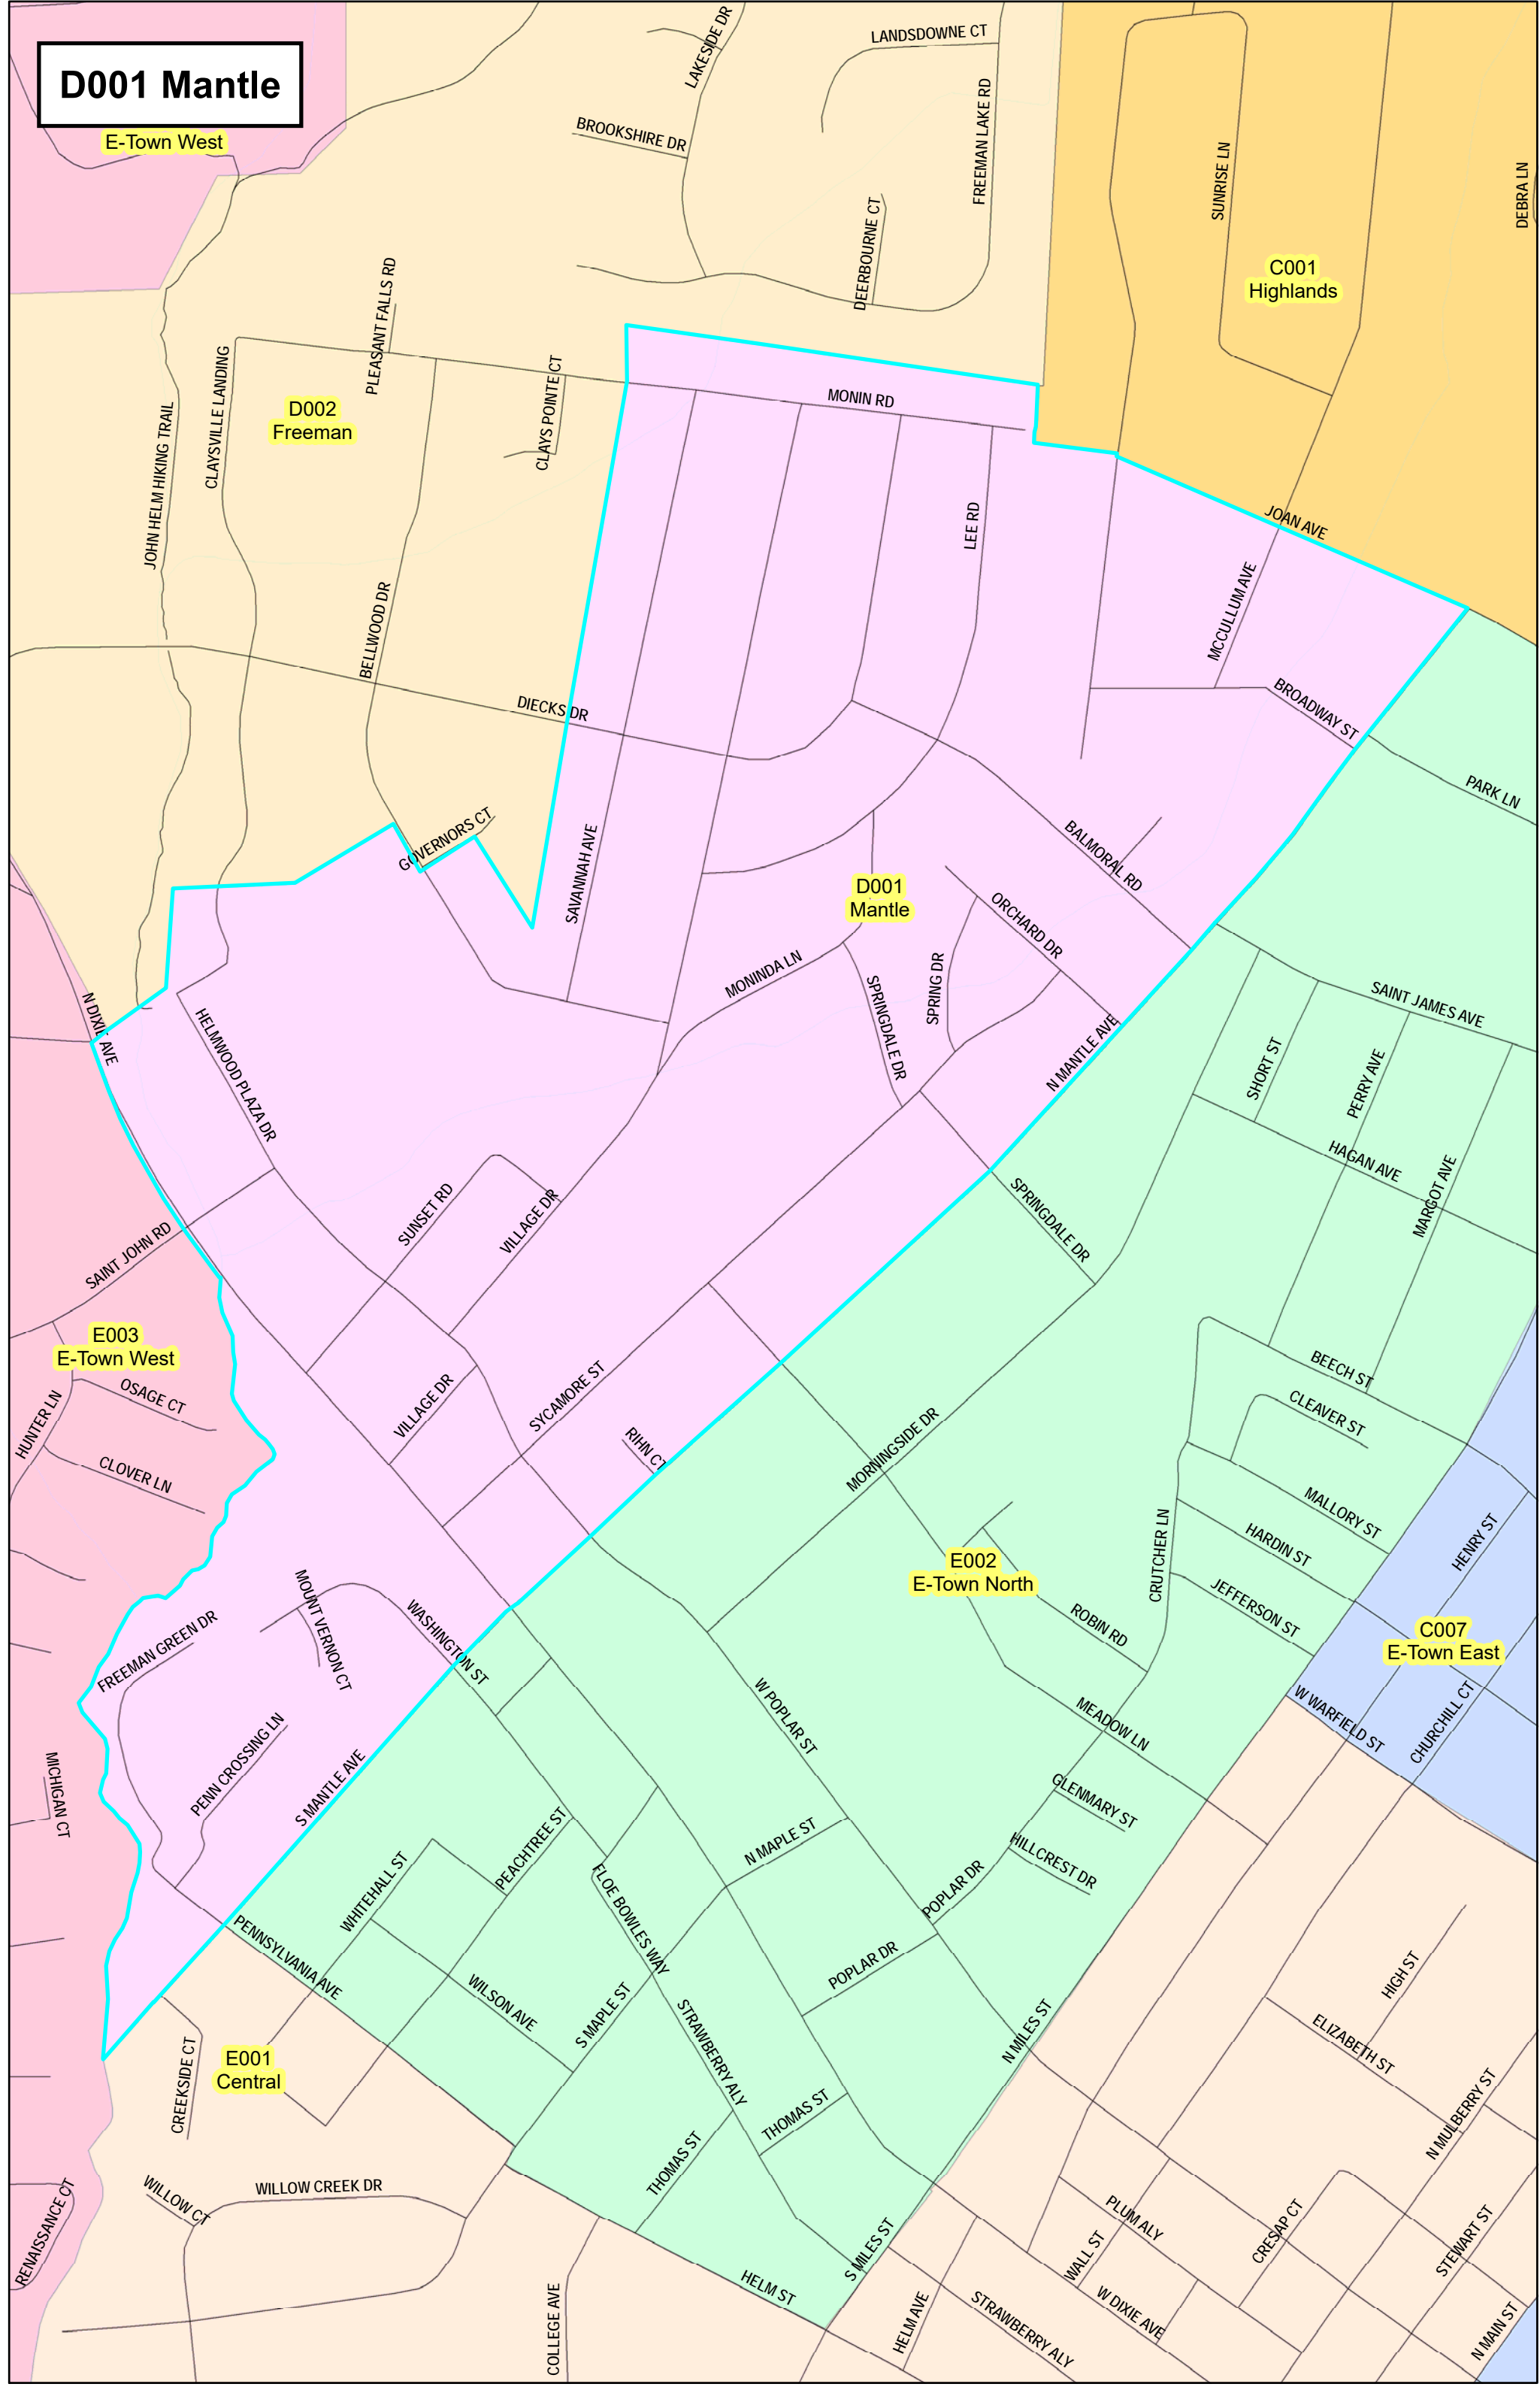 D001 Mantle
E-Town West
LAKESIDE DR
LANDSDOWNE CT
BROOKSHIRE DR
FREEMAN LAKE RD
SUNRISE LN
DEBRA LN
DEERBOURNE CT
C001
Highlands
PLEASANT FALLS RD
CLAYSVILLE LANDING
CLAYS POINTE CT
D002
Freeman
MONIN RD
JOHN HELM HIKING TRAIL
LEE RD
JOAN AVE
MCCULLUM AVE
BELLWOOD DR
DIECKS DR
BROADWAY ST
PARK LN
GOVERNORS CT
SAVANNAH AVE
BALMORAL RD
D001
Mantle
ORCHARD DR
MONINDA LN
SPRING DR
SPRINGDALE DR
SAINT JAMES AVE
N DIXIE AVE
HELMWOOD PLAZA DR
N MANTLE AVE
SHORT ST
PERRY AVE
HAGAN AVE
MARGOT AVE
SUNSET RD
VILLAGE DR
SPRINGDALE DR
SAINT JOHN RD
E003
E-Town West
OSAGE CT
HUNTER LN
CLOVER LN
VILLAGE DR
SYCAMORE ST
RIHN CT
BEECH ST
CLEAVER ST
MORNINGSIDE DR
MALLORY ST
HARDIN ST
HENRY ST
CRUTCHER LN
E002
E-Town North
JEFFERSON ST
ROBIN RD
C007
E-Town East
MOUNT VERNON CT
WASHINGTON ST
FREEMAN GREEN DR
W POPLAR ST
MEADOW LN
W WARFIELD ST
CHURCHILL CT
PENN CROSSING LN
S MANTLE AVE
MICHIGAN CT
GLENMARY ST
HILLCREST DR
PEACHTREE ST
N MAPLE ST
WHITEHALL ST
FLOE BOWLES WAY
POPLAR DR
POPLAR DR
PENNSYLVANIA AVE
WILSON AVE
S MAPLE ST
STRAWBERRY ALY
HIGH ST
ELIZABETH ST
N MILES ST
E001
Central
CREEKSIDE CT
THOMAS ST
THOMAS ST
N MULBERRY ST
WILLOW CT
WILLOW CREEK DR
RENAISSANCE CT
PLUM ALY
CRESAP CT
STEWART ST
WALL ST
S MILES ST
HELM ST
W DIXIE AVE
COLLEGE AVE
HELM AVE
STRAWBERRY ALY
N MAIN ST